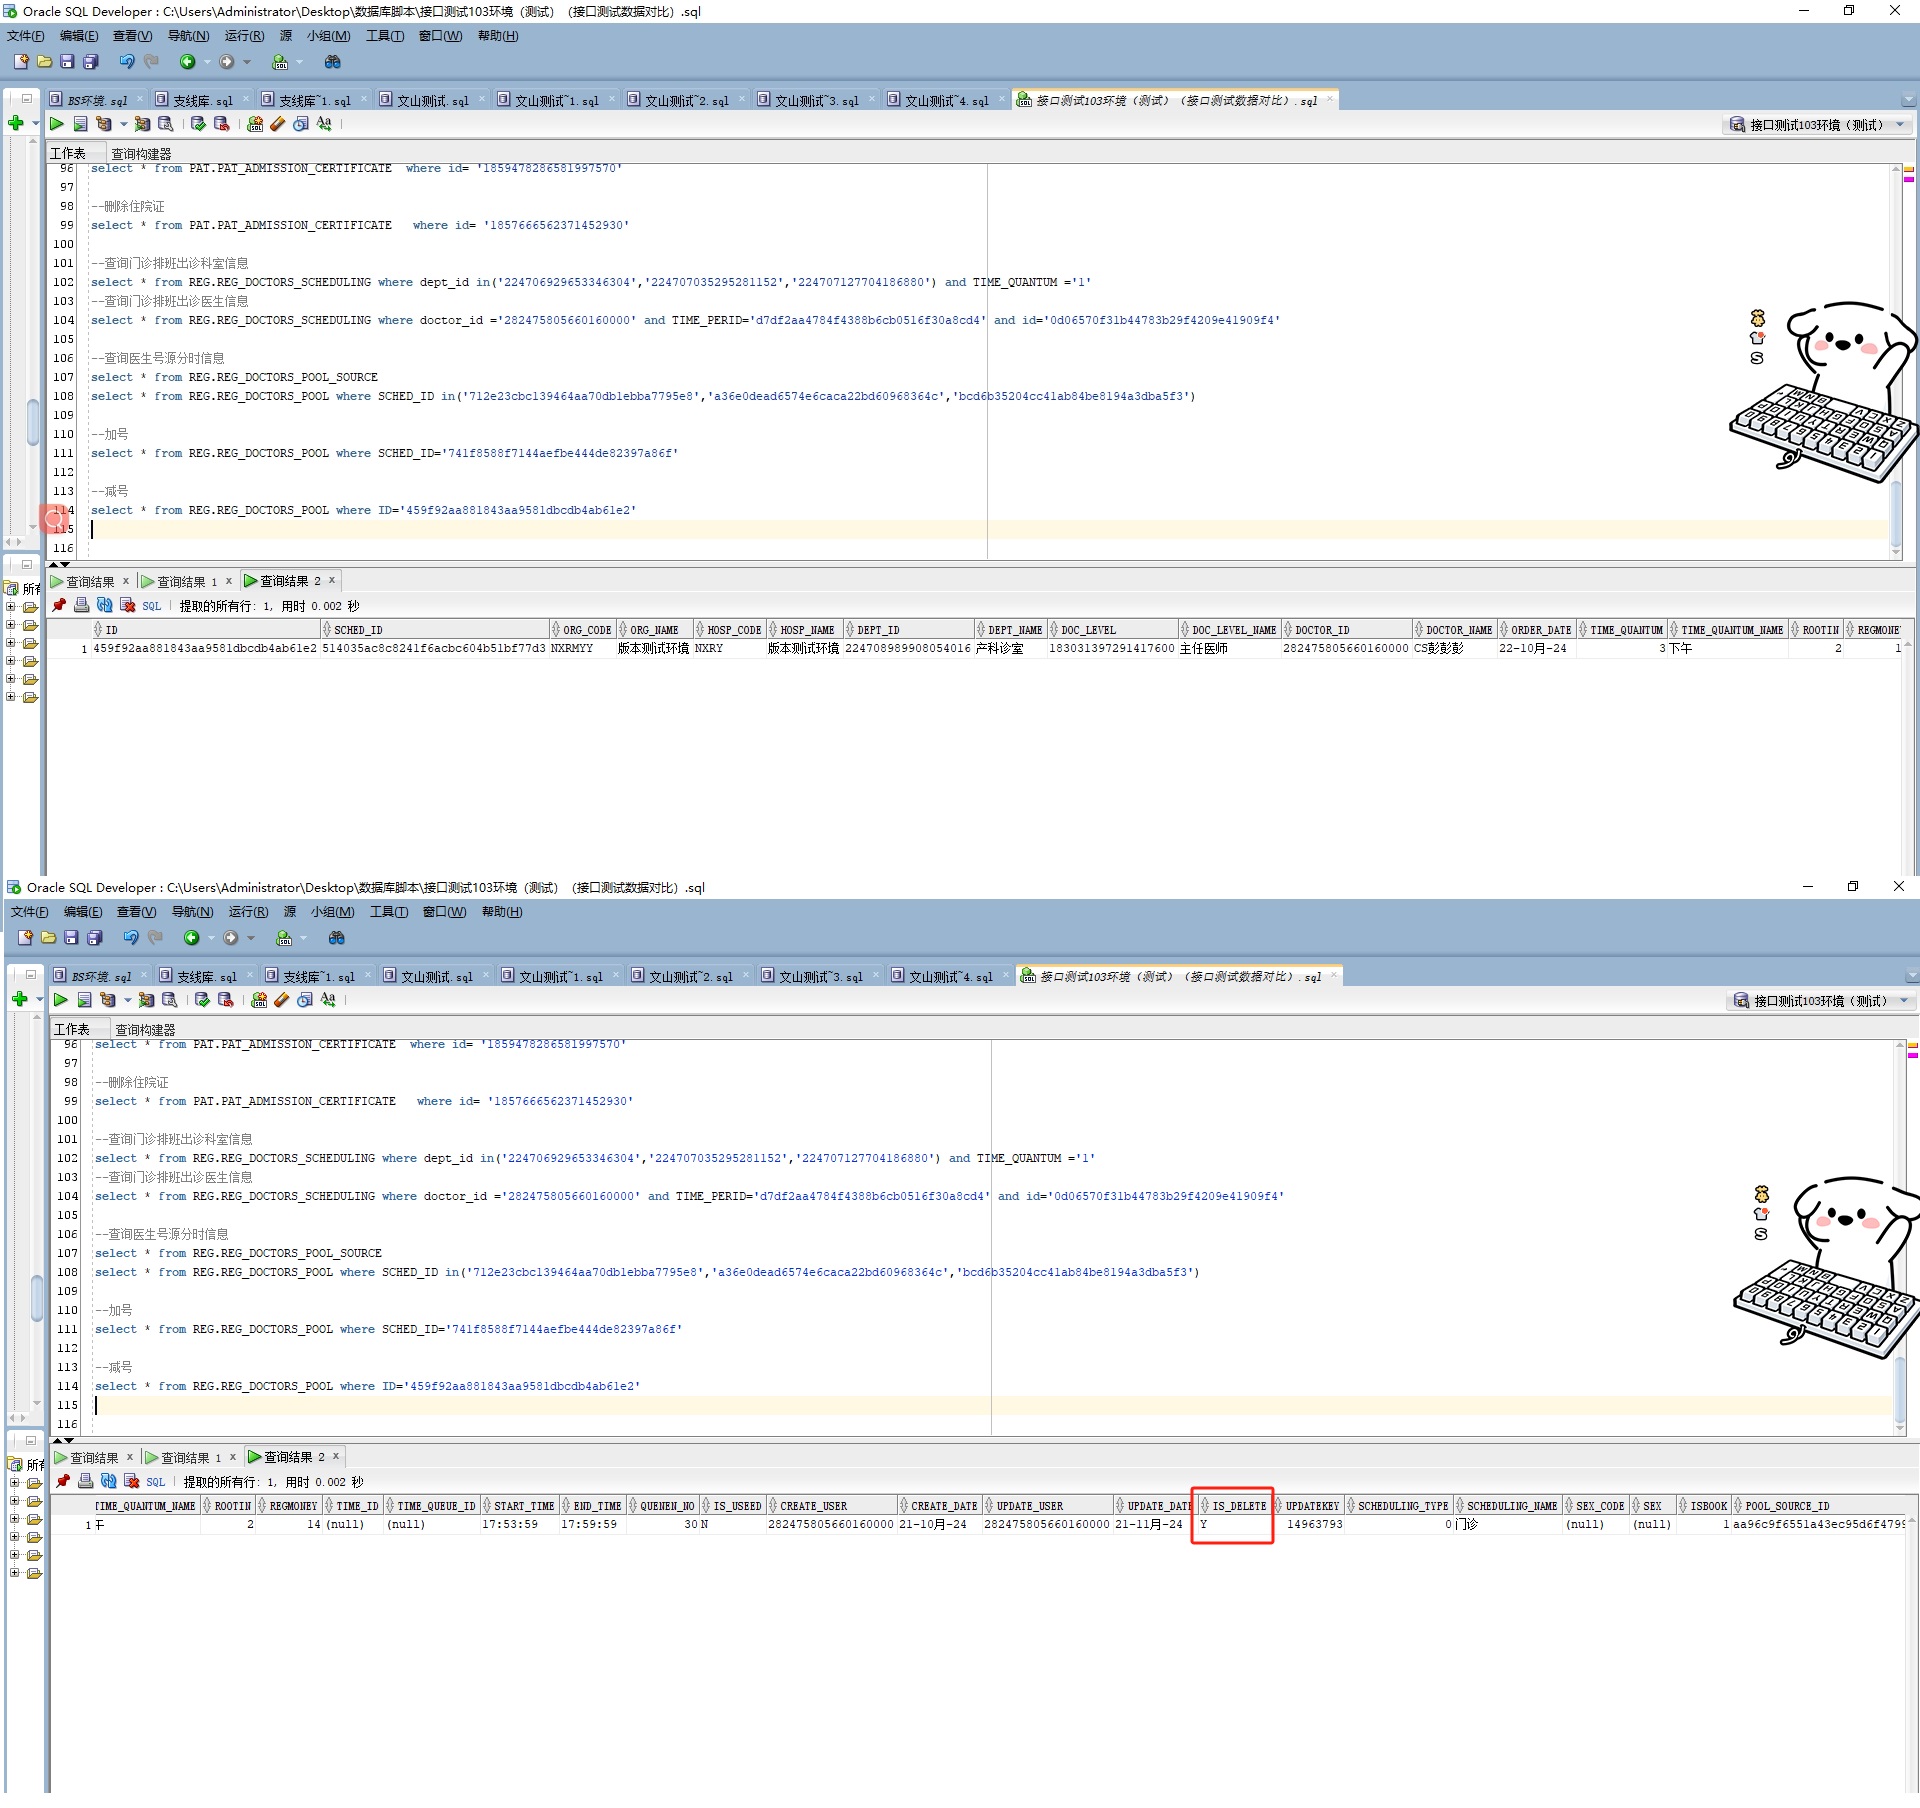 Oracle SQL Developer : C:\Users\Administrator\Desktop\数据库脚本\接口测试103环境（测试）（接口测试数据对比）.sql
文件(F) 编辑(E) 查看(V) 导航(N) 运行(R) 源 小组(M) 工具(T) 窗口(W) 帮助(H)
BS环境.sql 支线库.sql 支线库~1.sql 文山测试.sql 文山测试~1.sql 文山测试~2.sql 文山测试~3.sql 文山测试~4.sql 接口测试103环境（测试）（接口测试数据对比）.sql
接口测试103环境（测试）
工作表 查询构建器
96 select * from PAT.PAT_ADMISSION_CERTIFICATE where id= '1859478286581997570'
97
98 --删除住院证
99 select * from PAT.PAT_ADMISSION_CERTIFICATE where id= '1857666562371452930'
100
101 --查询门诊排班出诊科室信息
102 select * from REG.REG_DOCTORS_SCHEDULING where dept_id in('224706929653346304','224707035295281152','224707127704186880') and TIME_QUANTUM ='1'
103 --查询门诊排班出诊医生信息
104 select * from REG.REG_DOCTORS_SCHEDULING where doctor_id ='282475805660160000' and TIME_PERID='d7df2aa4784f4388b6cb0516f30a8cd4' and id='0d06570f31b44783b29f4209e41909f4'
105
106 --查询医生号源分时信息
107 select * from REG.REG_DOCTORS_POOL_SOURCE
108 select * from REG.REG_DOCTORS_POOL where SCHED_ID in('712e23cbc139464aa70db1ebba7795e8','a36e0dead6574e6caca22bd60968364c','bcd6b35204cc41ab84be8194a3dba5f3')
109
110 --加号
111 select * from REG.REG_DOCTORS_POOL where SCHED_ID='741f8588f7144aefbe444de82397a86f'
112
113 --减号
114 select * from REG.REG_DOCTORS_POOL where ID='459f92aa881843aa9581dbcdb4ab61e2'
115
116
所有
查询结果 x 查询结果 1 x 查询结果 2 x
SQL 提取的所有行: 1, 用时 0.002 秒
ID SCHED_ID ORG_CODE ORG_NAME HOSP_CODE HOSP_NAME DEPT_ID DEPT_NAME DOC_LEVEL DOC_LEVEL_NAME DOCTOR_ID DOCTOR_NAME ORDER_DATE TIME_QUANTUM TIME_QUANTUM_NAME ROOTIN REGMONE
1 459f92aa881843aa9581dbcdb4ab61e2 514035ac8c8241f6acbc604b51bf77d3 NXRMYY 版本测试环境 NXRY 版本测试环境 224708989908054016 产科诊室 183031397291417600 主任医师 282475805660160000 CS彭彭彭 22-10月-24 3 下午 2 1
Oracle SQL Developer : C:\Users\Administrator\Desktop\数据库脚本\接口测试103环境（测试）（接口测试数据对比）.sql
文件(F) 编辑(E) 查看(V) 导航(N) 运行(R) 源 小组(M) 工具(T) 窗口(W) 帮助(H)
BS环境.sql 支线库.sql 支线库~1.sql 文山测试.sql 文山测试~1.sql 文山测试~2.sql 文山测试~3.sql 文山测试~4.sql 接口测试103环境（测试）（接口测试数据对比）.sql
接口测试103环境（测试）
工作表 查询构建器
96 select * from PAT.PAT_ADMISSION_CERTIFICATE where id= '1859478286581997570'
97
98 --删除住院证
99 select * from PAT.PAT_ADMISSION_CERTIFICATE where id= '1857666562371452930'
100
101 --查询门诊排班出诊科室信息
102 select * from REG.REG_DOCTORS_SCHEDULING where dept_id in('224706929653346304','224707035295281152','224707127704186880') and TIME_QUANTUM ='1'
103 --查询门诊排班出诊医生信息
104 select * from REG.REG_DOCTORS_SCHEDULING where doctor_id ='282475805660160000' and TIME_PERID='d7df2aa4784f4388b6cb0516f30a8cd4' and id='0d06570f31b44783b29f4209e41909f4'
105
106 --查询医生号源分时信息
107 select * from REG.REG_DOCTORS_POOL_SOURCE
108 select * from REG.REG_DOCTORS_POOL where SCHED_ID in('712e23cbc139464aa70db1ebba7795e8','a36e0dead6574e6caca22bd60968364c','bcd6b35204cc41ab84be8194a3dba5f3')
109
110 --加号
111 select * from REG.REG_DOCTORS_POOL where SCHED_ID='741f8588f7144aefbe444de82397a86f'
112
113 --减号
114 select * from REG.REG_DOCTORS_POOL where ID='459f92aa881843aa9581dbcdb4ab61e2'
115
116
所有
查询结果 x 查询结果 1 x 查询结果 2 x
SQL 提取的所有行: 1, 用时 0.002 秒
TIME_QUANTUM_NAME ROOTIN REGMONEY TIME_ID TIME_QUEUE_ID START_TIME END_TIME QUENEN_NO IS_USEED CREATE_USER CREATE_DATE UPDATE_USER UPDATE_DATE IS_DELETE UPDATEKEY SCHEDULING_TYPE SCHEDULING_NAME SEX_CODE SEX ISBOOK POOL_SOURCE_ID
1 午 2 14 (null) (null) 17:53:59 17:59:59 30 N 282475805660160000 21-10月-24 282475805660160000 21-11月-24 Y 14963793 0 门诊 (null) (null) 1 aa96c9f6551a43ec95d6f4799